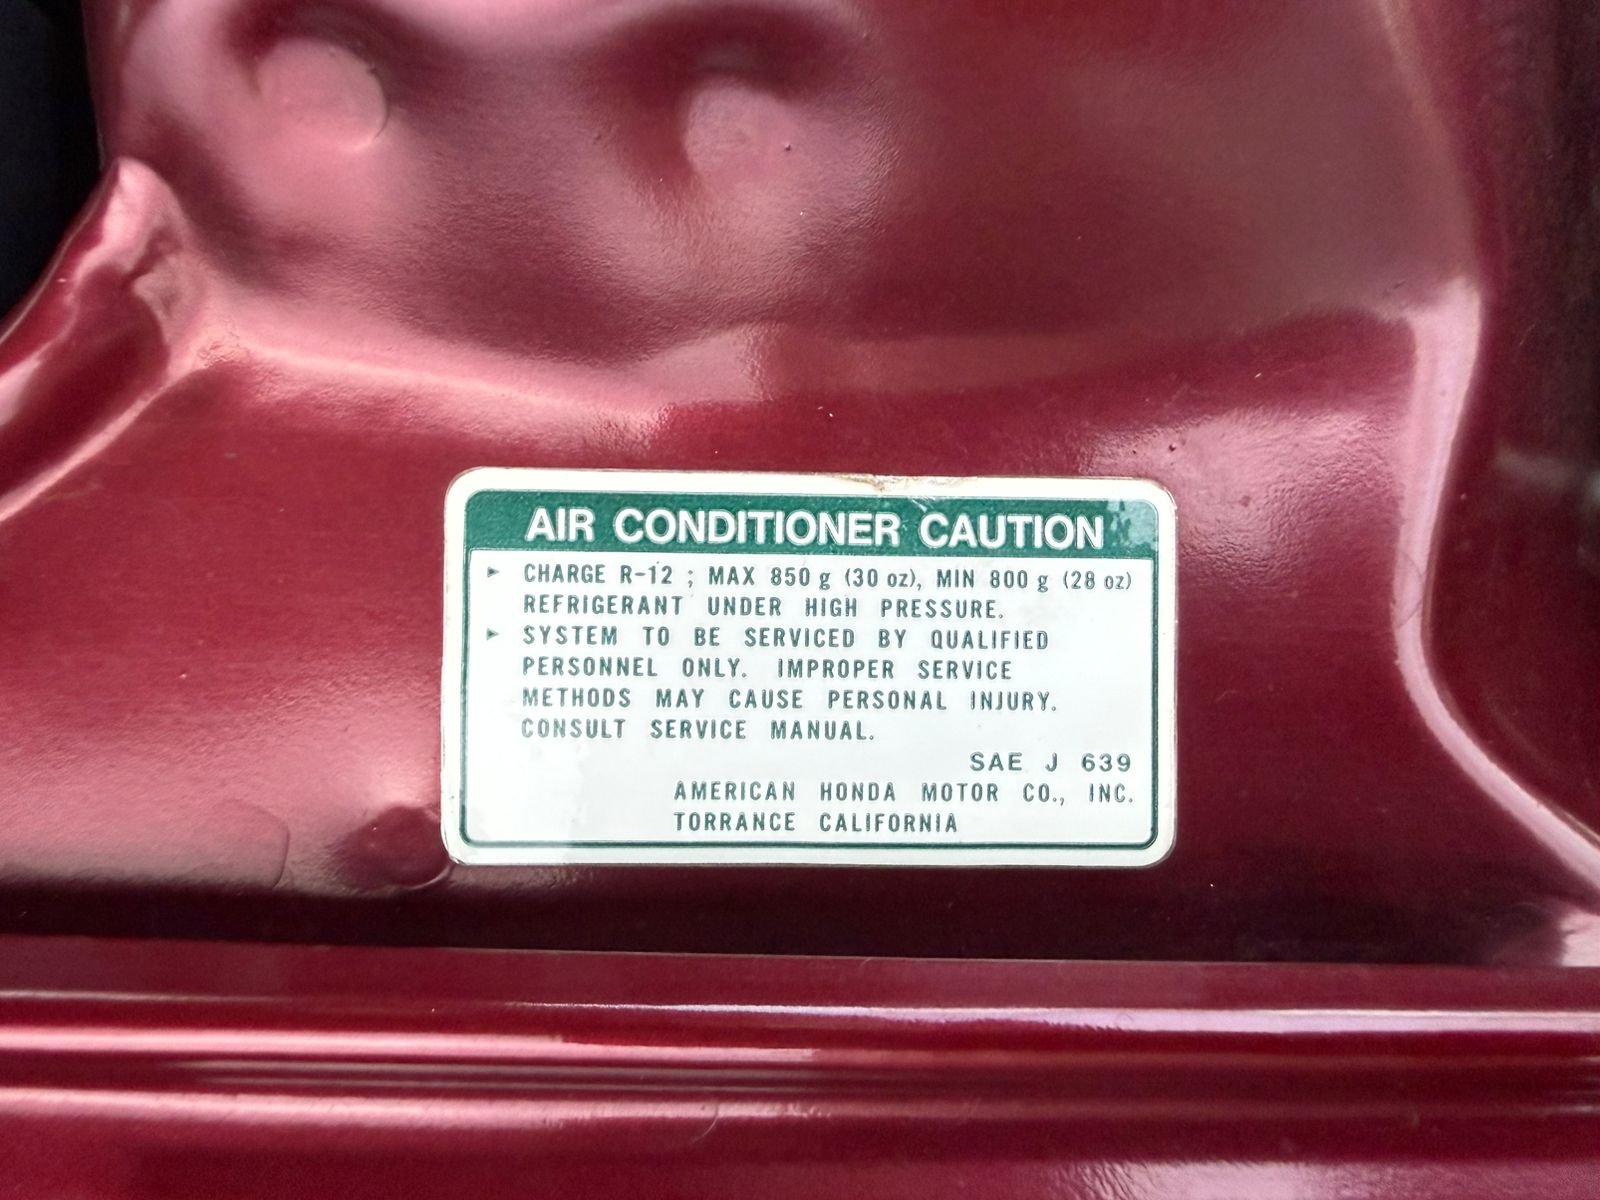 AIR CONDITIONER CAUTION
▸ CHARGE R-12 ; MAX 850 g (30 oz), MIN 800 g (28 oz)
REFRIGERANT UNDER HIGH PRESSURE.
▸ SYSTEM TO BE SERVICED BY QUALIFIED
PERSONNEL ONLY. IMPROPER SERVICE
METHODS MAY CAUSE PERSONAL INJURY.
CONSULT SERVICE MANUAL.
SAE J 639
AMERICAN HONDA MOTOR CO., INC.
TORRANCE CALIFORNIA